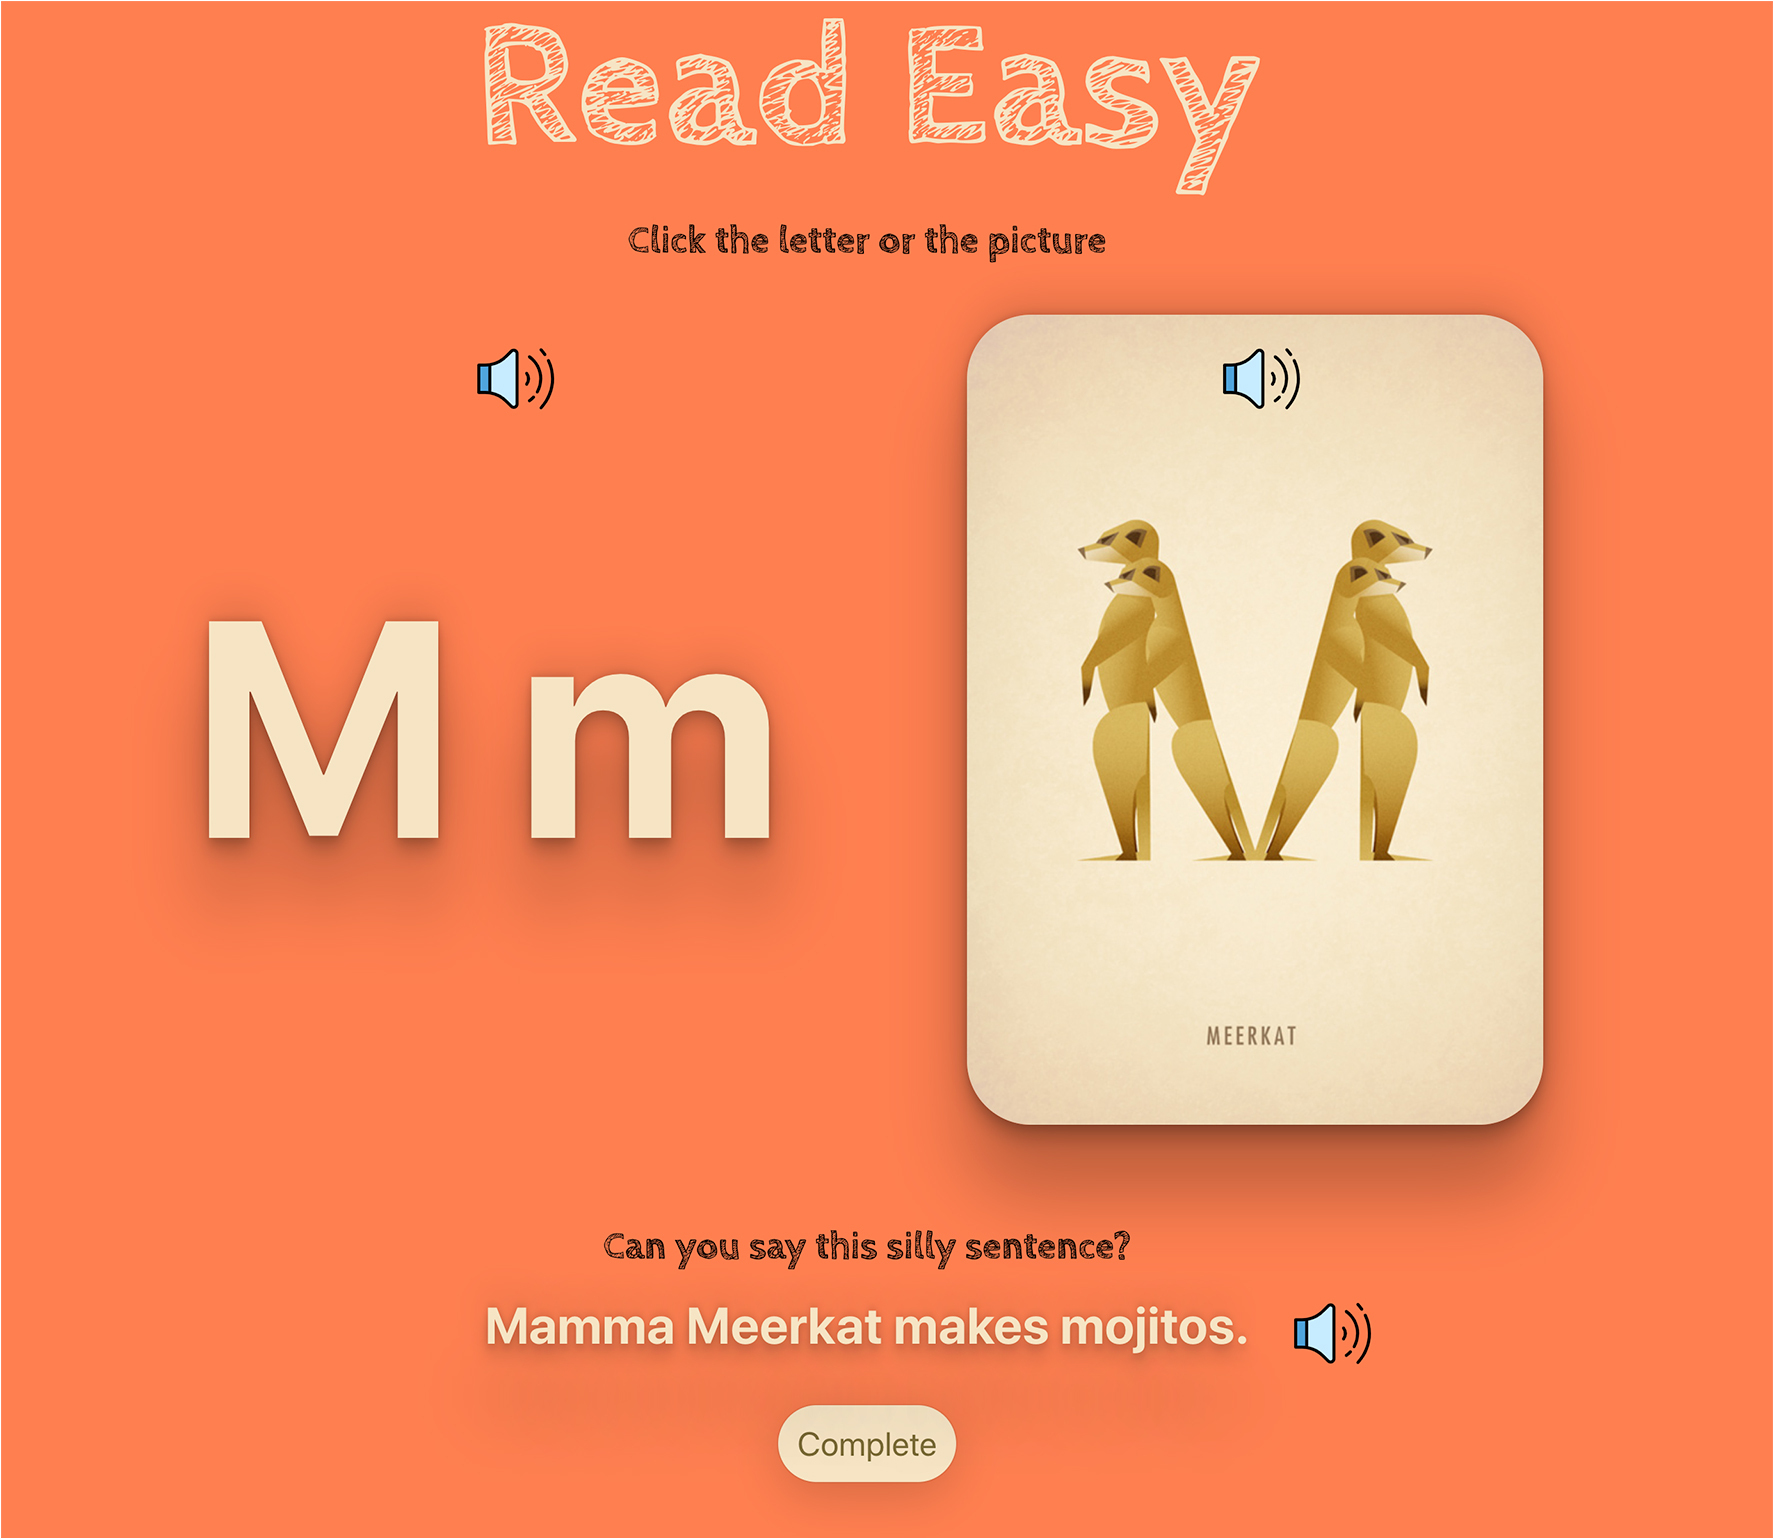 Read Easy
Click the letter or the picture
M m
MEERKAT
Can you say this silly sentence?
Mamma Meerkat makes mojitos.
Complete